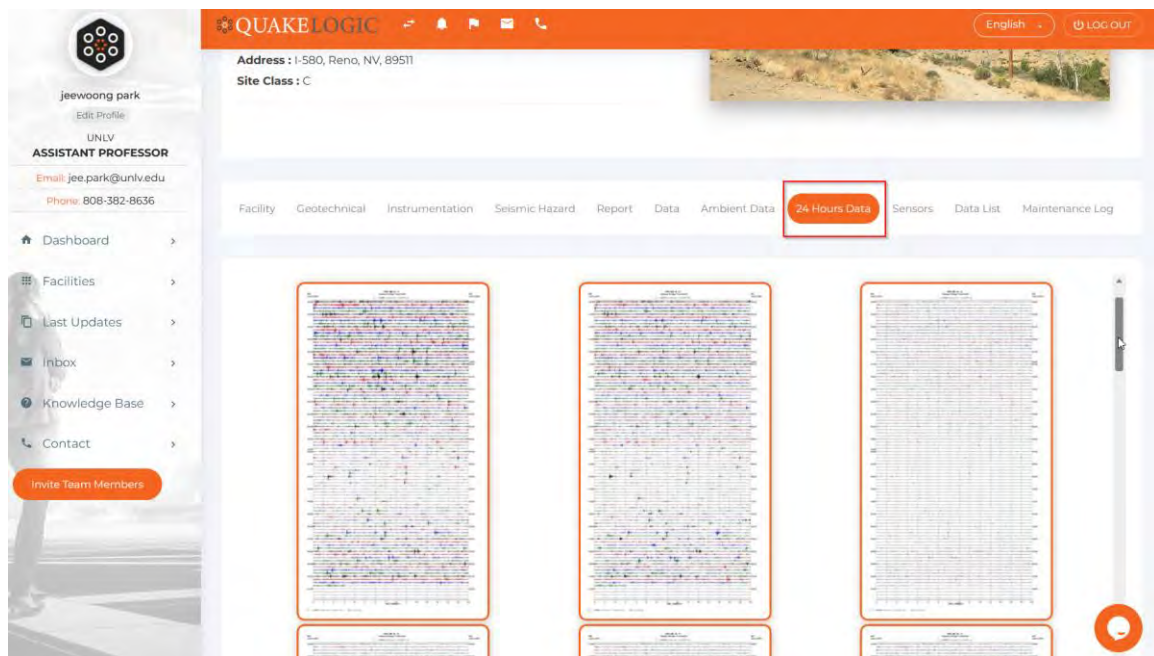 QUAKELOGIC
English
LOG OUT
jeewoong park
Edit Profile
UNLV
ASSISTANT PROFESSOR
Email: jee.park@unlv.edu
Phone: 808-382-8636
Dashboard
Facilities
Last Updates
Inbox
Knowledge Base
Contact
Invite Team Members
Address : I-580, Reno, NV, 89511
Site Class : C
Facility Geotechnical Instrumentation Seismic Hazard Report Data Ambient Data 24 Hours Data Sensors Data List Maintenance Log